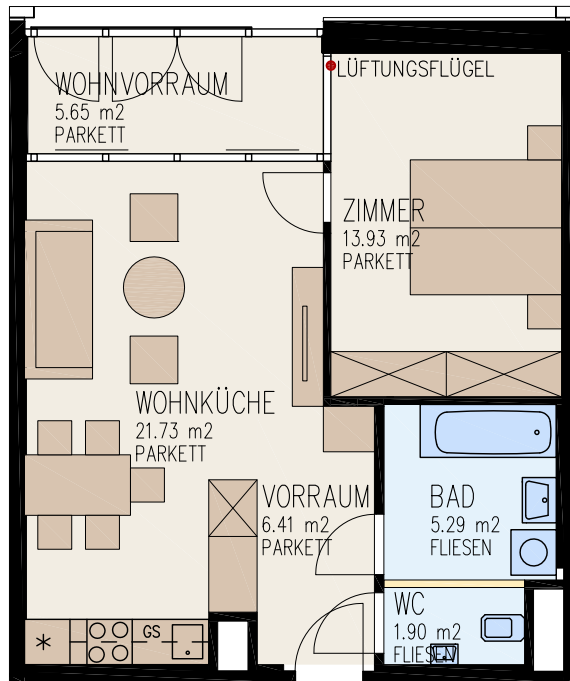 WOHNVORRAUM
5.65 m2
PARKETT
LÜFTUNGSFLÜGEL
ZIMMER
13.93 m2
PARKETT
WOHNKÜCHE
21.73 m2
PARKETT
VORRAUM
6.41 m2
PARKETT
BAD
5.29 m2
FLIESEN
WC
1.90 m2
FLIESEN
GS